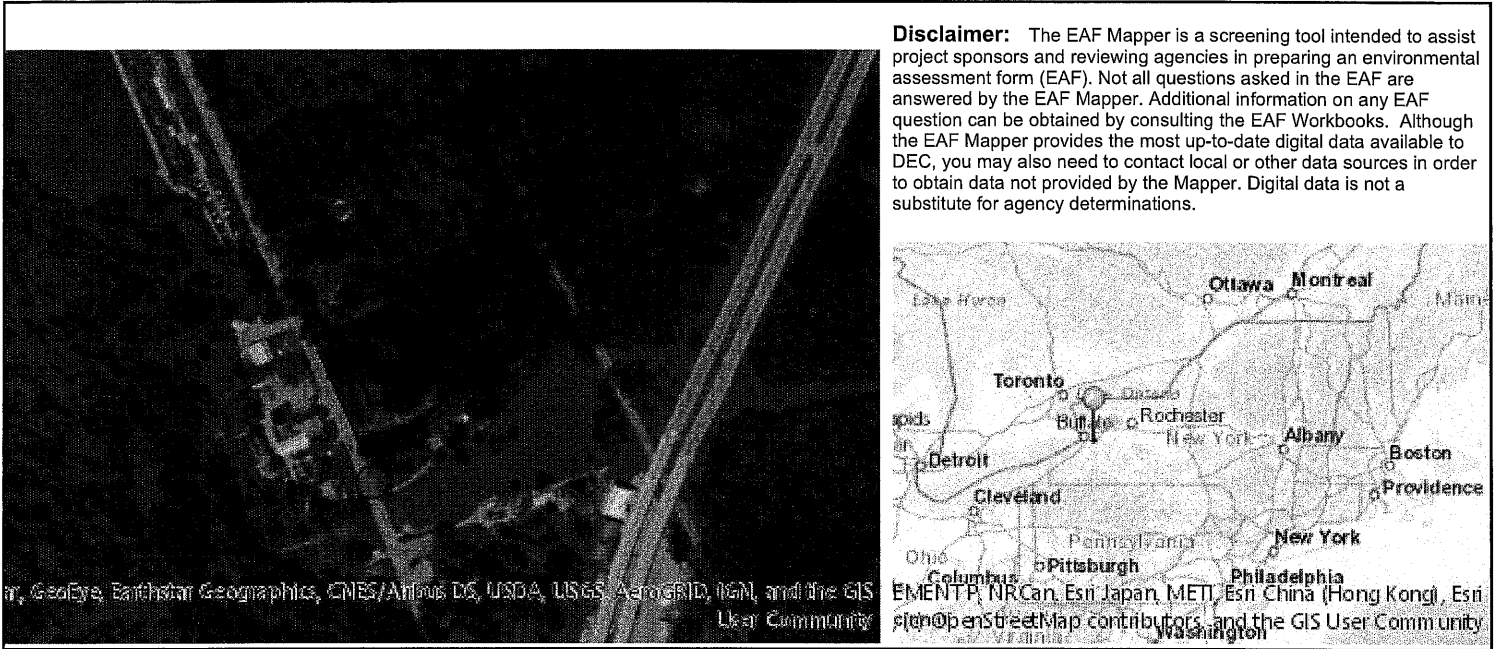 Disclaimer: The EAF Mapper is a screening tool intended to assist
project sponsors and reviewing agencies in preparing an environmental
assessment form (EAF). Not all questions asked in the EAF are
answered by the EAF Mapper. Additional information on any EAF
question can be obtained by consulting the EAF Workbooks. Although
the EAF Mapper provides the most up-to-date digital data available to
DEC, you may also need to contact local or other data sources in order
to obtain data not provided by the Mapper. Digital data is not a
substitute for agency determinations.
Ottawa
Montreal
Lake Huron
Maine
Toronto
Ontario
Rochester
apids
Buffalo
New York
Albany
Boston
Detroit
Providence
Cleveland
New York
Pennsylvania
Ohio
Pittsburgh
Columbus
Philadelphia
r, GeoEye, Earthstar Geographics, CNES/Airbus DS, USDA, USGS, AeroGRID, IGN, and the GIS
User Community
EMENTP, NRCan, Esri Japan, METI, Esri China (Hong Kong), Esri
OpenStreetMap contributors, and the GIS User Community
Washington